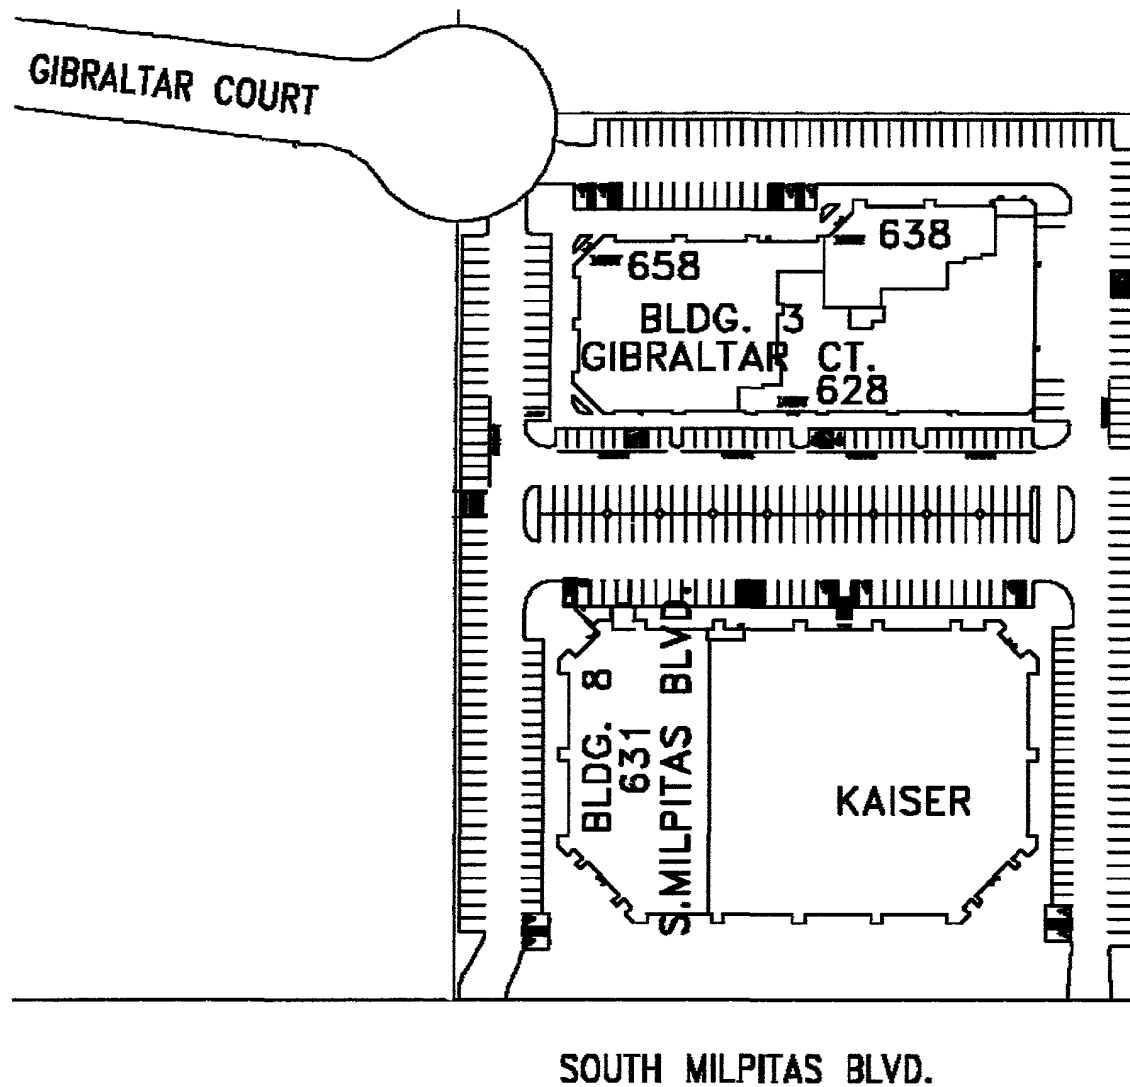 GIBRALTAR COURT
638
658
BLDG. 3
GIBRALTAR CT.
628
BLDG. 8
631
S.MILPITAS BLVD.
KAISER
SOUTH MILPITAS BLVD.